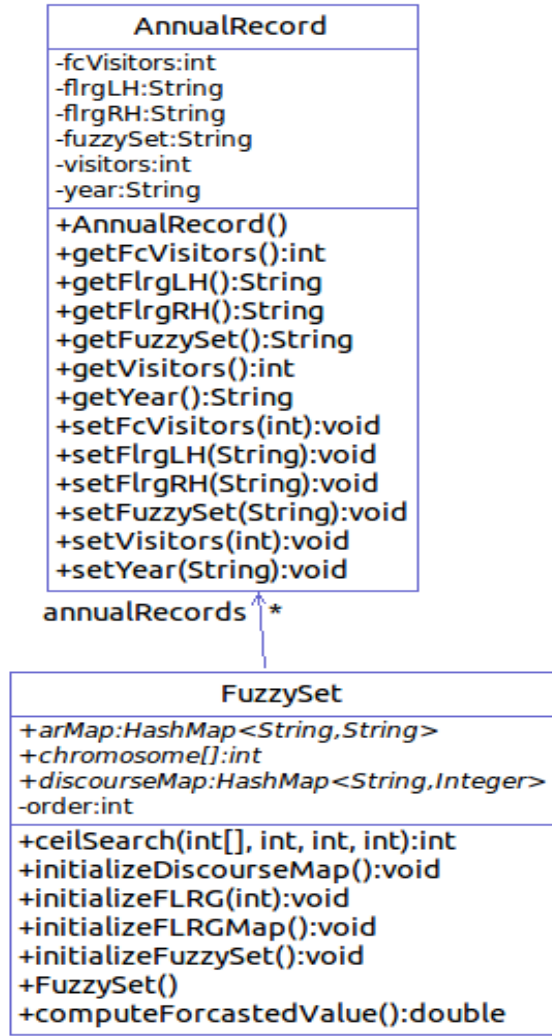 AnnualRecord
-fcVisitors:int
-flrgLH:String
-flrgRH:String
-fuzzySet:String
-visitors:int
-year:String
+AnnualRecord()
+getFcVisitors():int
+getFlrgLH():String
+getFlrgRH():String
+getFuzzySet():String
+getVisitors():int
+getYear():String
+setFcVisitors(int):void
+setFlrgLH(String):void
+setFlrgRH(String):void
+setFuzzySet(String):void
+setVisitors(int):void
+setYear(String):void
annualRecords *
FuzzySet
+arMap:HashMap<String,String>
+chromosome[]:int
+discourseMap:HashMap<String,Integer>
-order:int
+ceilSearch(int[], int, int, int):int
+initializeDiscourseMap():void
+initializeFLRG(int):void
+initializeFLRGMap():void
+initializeFuzzySet():void
+FuzzySet()
+computeForcastedValue():double